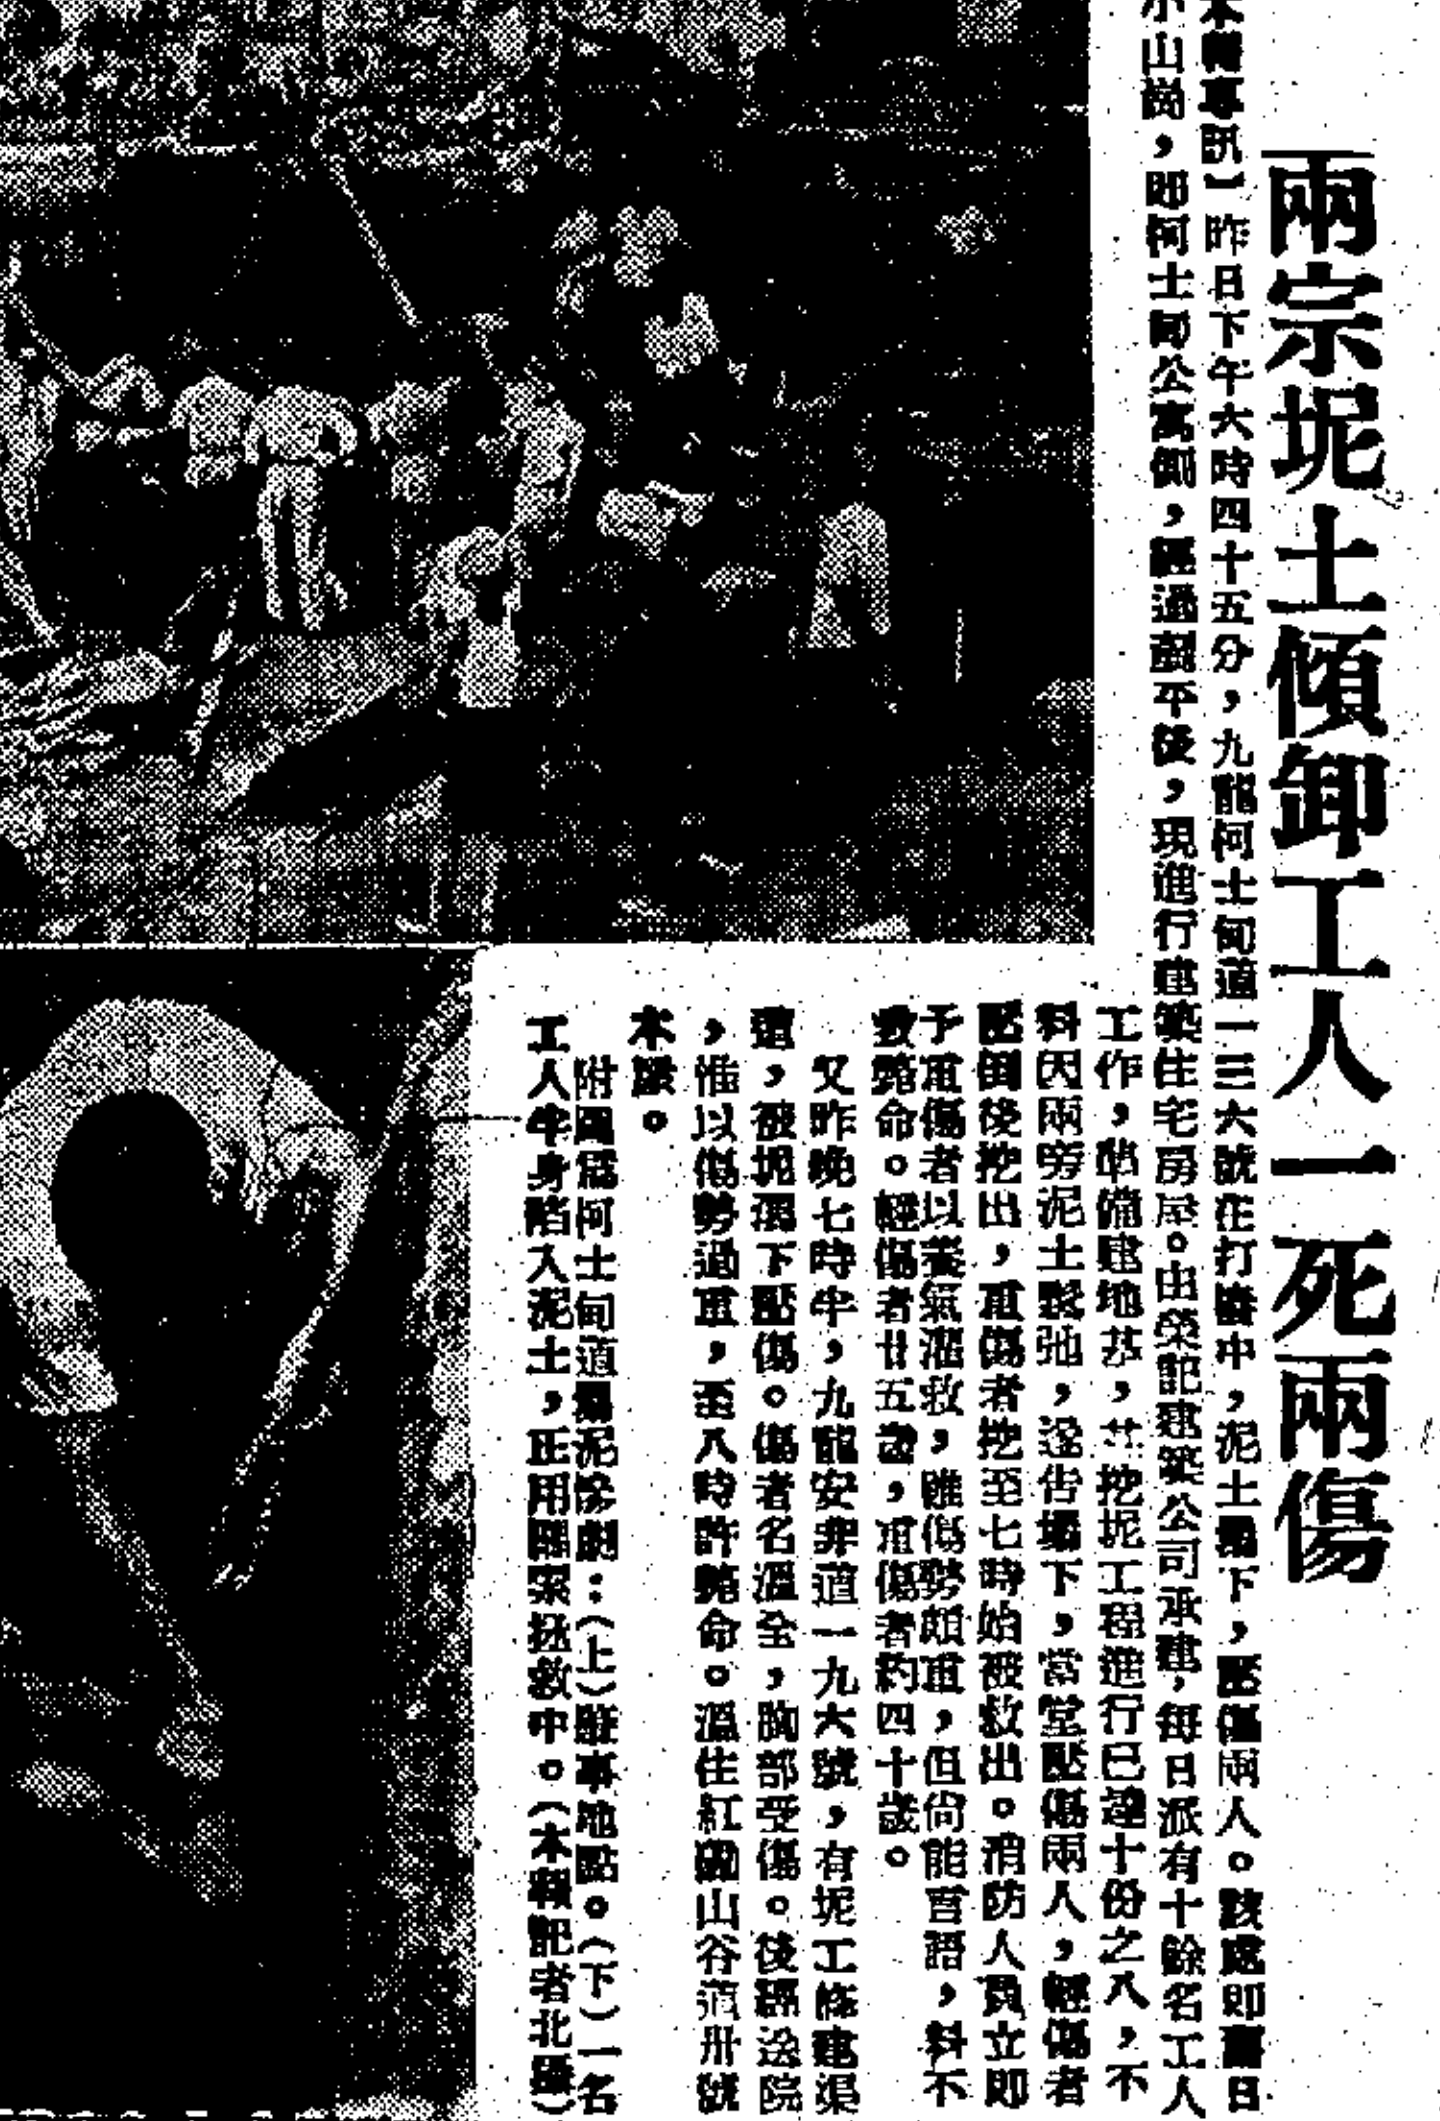 兩宗坭土傾卸工人一死兩傷
本報專訊】昨日下午六時四十五分，九龍柯士甸道一三六號在打樁中，泥土塌下，壓傷兩人。該處即舊日
小山崗，即柯士甸公寓側，經過剷平後，現進行建築住宅房屋。由榮記建築公司承建，每日派有十餘名工人
工作，準備建地基，其挖坭工程進行已達十份之八，不
料因兩旁泥土鬆弛，遂告塌下，當堂壓傷兩人，輕傷者
壓倒後挖出，重傷者挖至七時始被救出。消防人員立即
予重傷者以養氣灌救，雖傷勢頗重，但尚能言語，料不
致斃命。輕傷者廿五歲，重傷者約四十歲。
又昨晚七時半，九龍安非道一九六號，有坭工修建渠
道，被坭塌下壓傷。傷者名溫全，胸部受傷。後經送院
，惟以傷勢過重，至八時許斃命。溫住紅磡山谷道卅號
木樓。
附圖爲柯士甸道塌泥慘劇：（上）肇事地點。（下）一名
工人半身陷入泥土，正用繩索拯救中。（本報記者北攝）